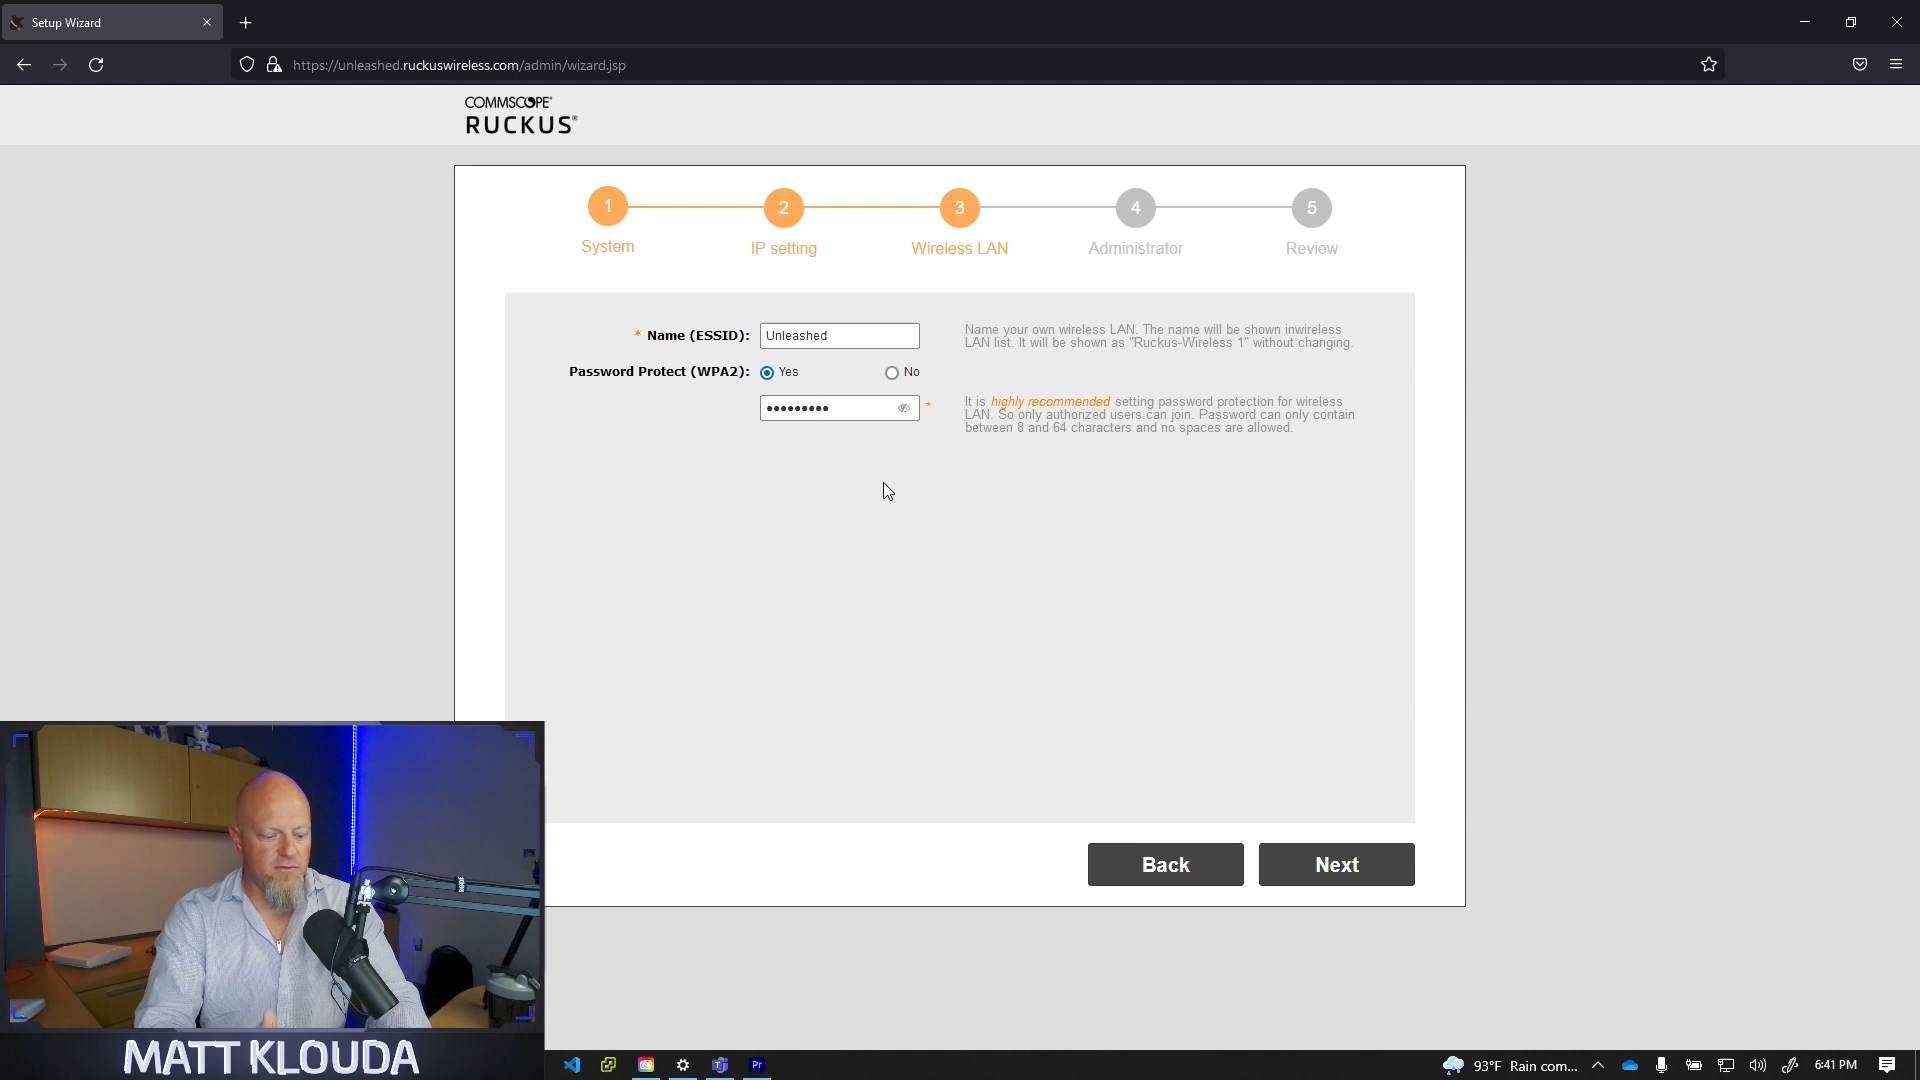 Setup Wizard
https://unleashed.ruckuswireless.com/admin/wizard.jsp
COMMSCOPE®
RUCKUS®
1
2
3
4
5
System
IP setting
Wireless LAN
Administrator
Review
* Name (ESSID):
Unleashed
Name your own wireless LAN. The name will be shown inwireless
LAN list. It will be shown as "Ruckus-Wireless 1" without changing.
Password Protect (WPA2):
Yes
No
•••••••••
*
It is highly recommended setting password protection for wireless
LAN. So only authorized users can join. Password can only contain
between 8 and 64 characters and no spaces are allowed.
Back
Next
MATT KLOUDA
Pr
93°F Rain com...
6:41 PM